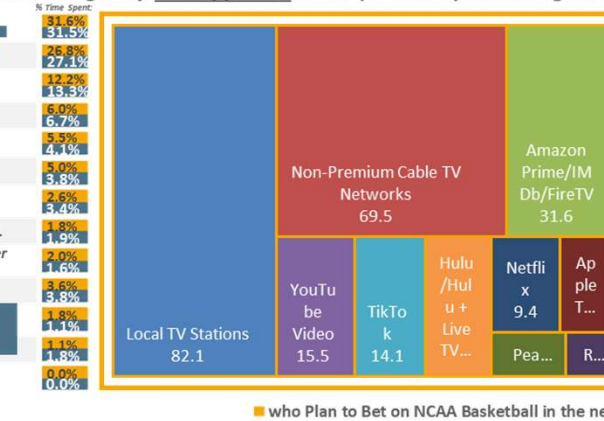 % Time Spent:
31.6%
31.5%
26.8%
27.1%
12.2%
13.3%
6.0%
6.7%
5.5%
4.1%
5.0%
3.8%
2.6%
3.4%
1.8%
1.9%
2.0%
1.6%
3.6%
3.8%
1.8%
1.1%
1.1%
1.8%
0.0%
0.0%
Local TV Stations
82.1
Non-Premium Cable TV
Networks
69.5
Amazon
Prime/IM
Db/FireTV
31.6
YouTu
be
Video
15.5
TikTo
k
14.1
Hulu
/Hul
u +
Live
TV...
Netfli
x
9.4
Ap
ple
T...
Pea...
R...
who Plan to Bet on NCAA Basketball in the ne